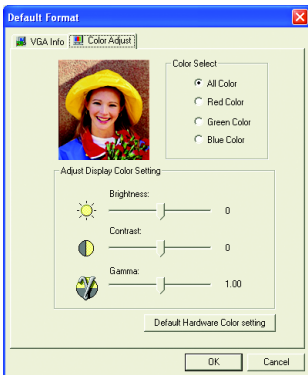 Default Format
VGA Info
Color Adjust
Color Select
All Color
Red Color
Green Color
Blue Color
Adjust Display Color Setting
Brightness:
0
Contrast:
0
Gamma:
1.00
Default Hardware Color setting
OK
Cancel